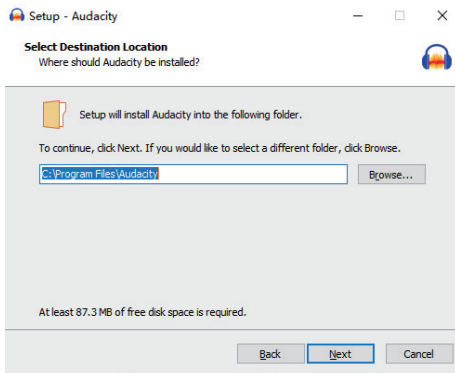 Setup - Audacity
Select Destination Location
Where should Audacity be installed?
Setup will install Audacity into the following folder.
To continue, click Next. If you would like to select a different folder, click Browse.
C:\Program Files\Audacity
Browse...
At least 87.3 MB of free disk space is required.
Back Next Cancel